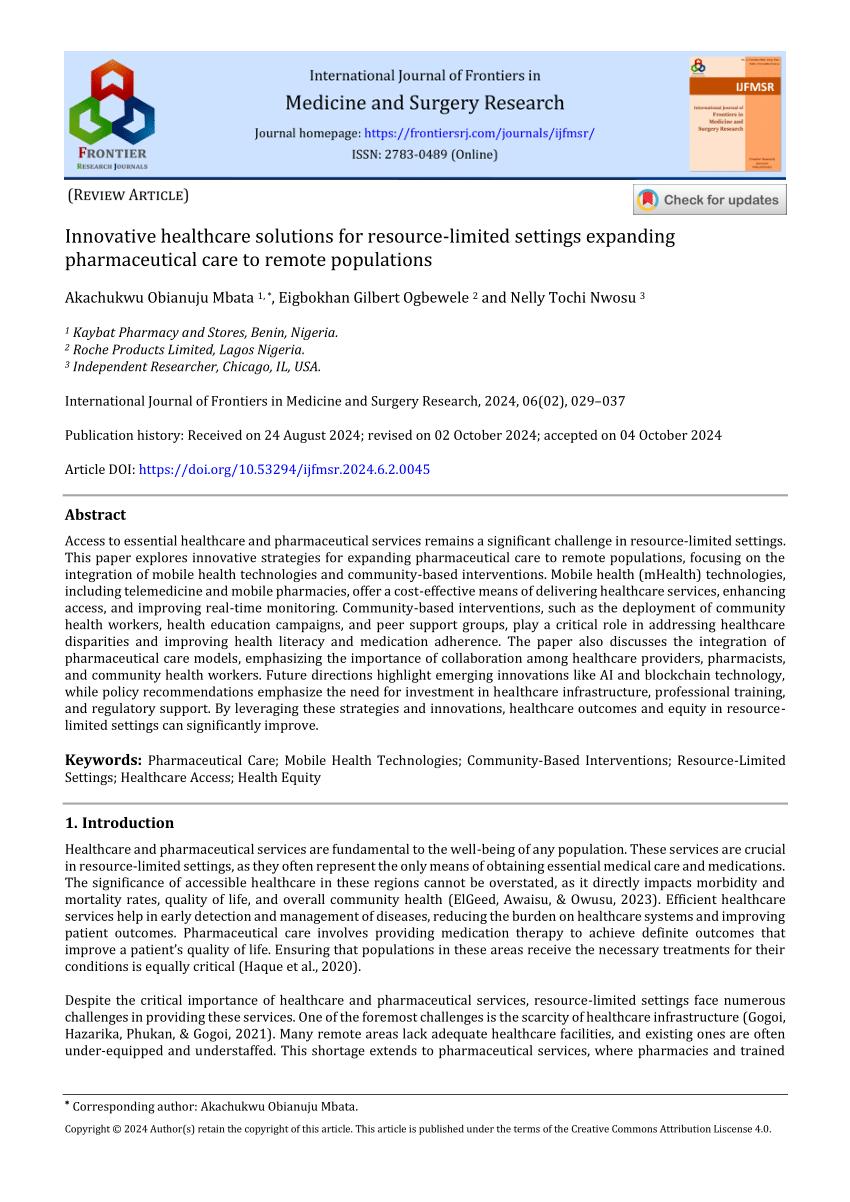 FRONTIER
RESEARCH JOURNALS
International Journal of Frontiers in
Medicine and Surgery Research
Journal homepage: https://frontiersrj.com/journals/ijfmsr/
ISSN: 2783-0489 (Online)
IJFMSR
International Journal of
Frontiers in
Medicine and
Surgery Research
(REVIEW ARTICLE)
Check for updates
Innovative healthcare solutions for resource-limited settings expanding
pharmaceutical care to remote populations
Akachukwu Obianuju Mbata 1, *, Eigbokhan Gilbert Ogbewele 2 and Nelly Tochi Nwosu 3
1 Kaybat Pharmacy and Stores, Benin, Nigeria.
2 Roche Products Limited, Lagos Nigeria.
3 Independent Researcher, Chicago, IL, USA.
International Journal of Frontiers in Medicine and Surgery Research, 2024, 06(02), 029–037
Publication history: Received on 24 August 2024; revised on 02 October 2024; accepted on 04 October 2024
Article DOI: https://doi.org/10.53294/ijfmsr.2024.6.2.0045
Abstract
Access to essential healthcare and pharmaceutical services remains a significant challenge in resource-limited settings.
This paper explores innovative strategies for expanding pharmaceutical care to remote populations, focusing on the
integration of mobile health technologies and community-based interventions. Mobile health (mHealth) technologies,
including telemedicine and mobile pharmacies, offer a cost-effective means of delivering healthcare services, enhancing
access, and improving real-time monitoring. Community-based interventions, such as the deployment of community
health workers, health education campaigns, and peer support groups, play a critical role in addressing healthcare
disparities and improving health literacy and medication adherence. The paper also discusses the integration of
pharmaceutical care models, emphasizing the importance of collaboration among healthcare providers, pharmacists,
and community health workers. Future directions highlight emerging innovations like AI and blockchain technology,
while policy recommendations emphasize the need for investment in healthcare infrastructure, professional training,
and regulatory support. By leveraging these strategies and innovations, healthcare outcomes and equity in resource-
limited settings can significantly improve.
Keywords: Pharmaceutical Care; Mobile Health Technologies; Community-Based Interventions; Resource-Limited
Settings; Healthcare Access; Health Equity
1. Introduction
Healthcare and pharmaceutical services are fundamental to the well-being of any population. These services are crucial
in resource-limited settings, as they often represent the only means of obtaining essential medical care and medications.
The significance of accessible healthcare in these regions cannot be overstated, as it directly impacts morbidity and
mortality rates, quality of life, and overall community health (ElGeed, Awaisu, & Owusu, 2023). Efficient healthcare
services help in early detection and management of diseases, reducing the burden on healthcare systems and improving
patient outcomes. Pharmaceutical care involves providing medication therapy to achieve definite outcomes that
improve a patient's quality of life. Ensuring that populations in these areas receive the necessary treatments for their
conditions is equally critical (Haque et al., 2020).
Despite the critical importance of healthcare and pharmaceutical services, resource-limited settings face numerous
challenges in providing these services. One of the foremost challenges is the scarcity of healthcare infrastructure (Gogoi,
Hazarika, Phukan, & Gogoi, 2021). Many remote areas lack adequate healthcare facilities, and existing ones are often
under-equipped and understaffed. This shortage extends to pharmaceutical services, where pharmacies and trained
* Corresponding author: Akachukwu Obianuju Mbata.
Copyright © 2024 Author(s) retain the copyright of this article. This article is published under the terms of the Creative Commons Attribution Liscense 4.0.